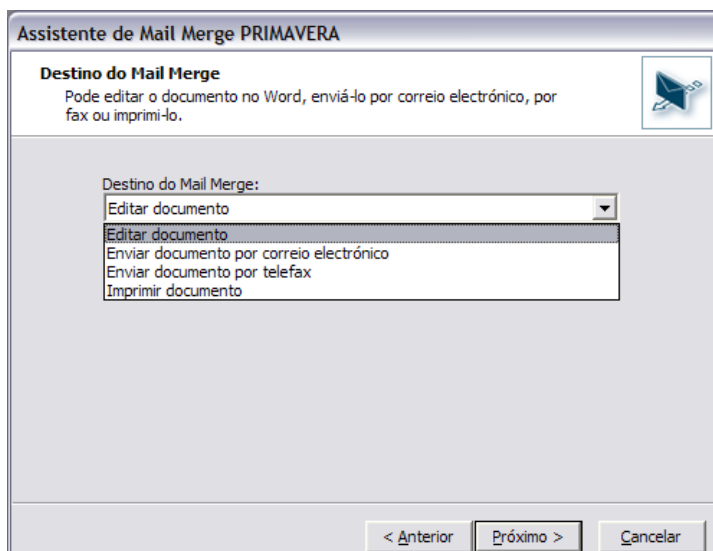 Assistente de Mail Merge PRIMAVERA
Destino do Mail Merge
Pode editar o documento no Word, enviá-lo por correio electrónico, por
fax ou imprimi-lo.
Destino do Mail Merge:
Editar documento
Editar documento
Enviar documento por correio electrónico
Enviar documento por telefax
Imprimir documento
< Anterior
Próximo >
Cancelar